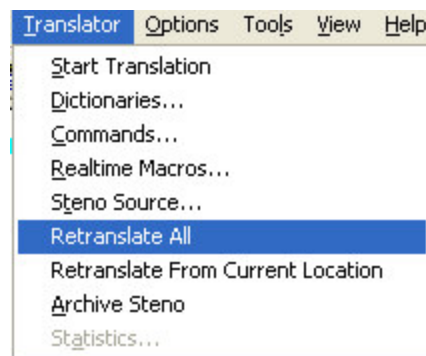 Translator Options Tools View Help
Start Translation
Dictionaries...
Commands...
Realtime Macros...
Steno Source...
Retranslate All
Retranslate From Current Location
Archive Steno
Statistics...